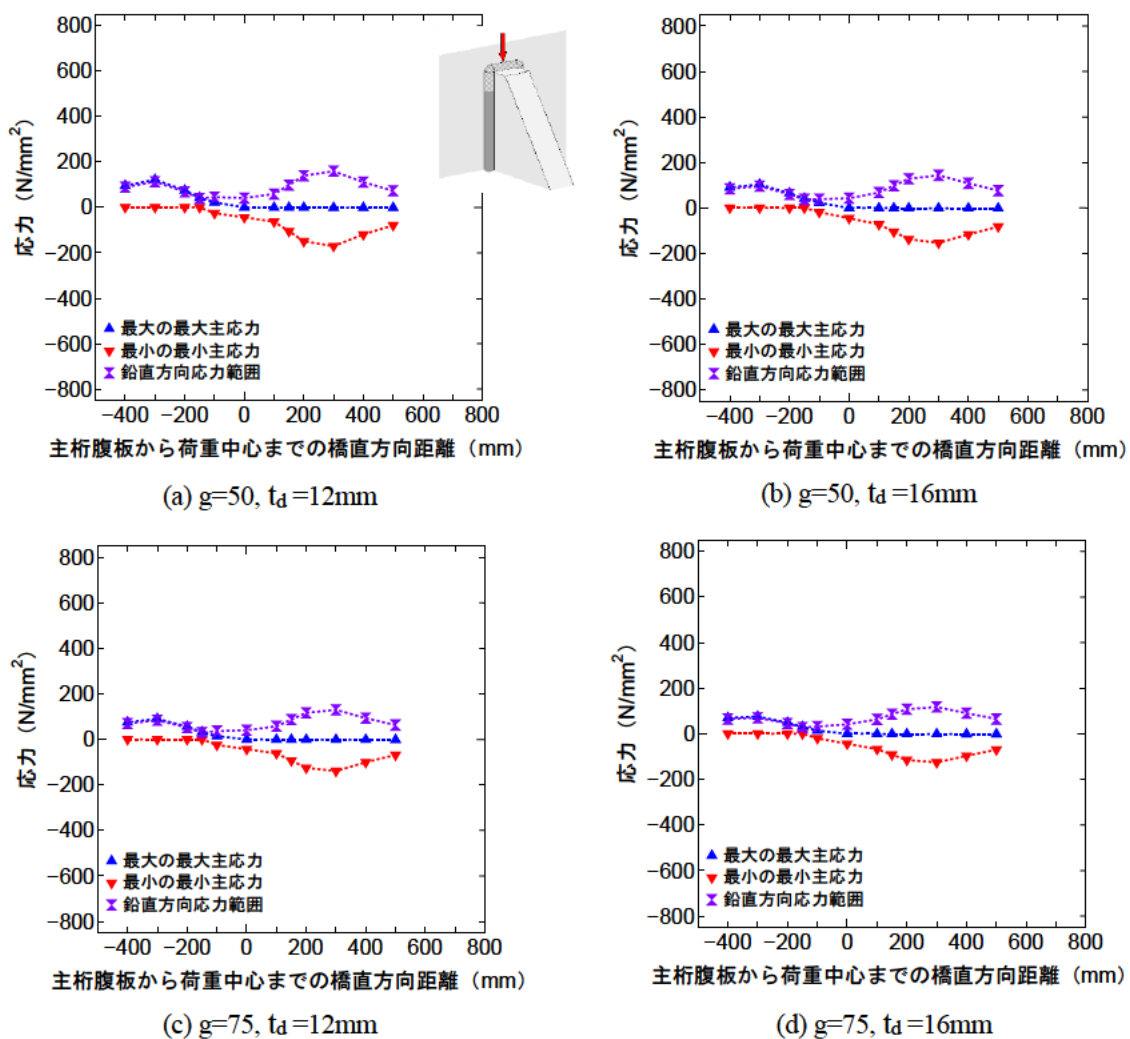 800
600
400
200
0
−200
−400
−600
−800
応力（N/mm²）
▲ 最大の最大主応力
▼ 最小の最小主応力
鉛直方向応力範囲
−400 −200 0 200 400 600 800
主桁腹板から荷重中心までの橋直方向距離（mm）
(a) g=50, td =12mm
800
600
400
200
0
−200
−400
−600
−800
応力（N/mm²）
▲ 最大の最大主応力
▼ 最小の最小主応力
鉛直方向応力範囲
−400 −200 0 200 400 600 800
主桁腹板から荷重中心までの橋直方向距離（mm）
(b) g=50, td =16mm
800
600
400
200
0
−200
−400
−600
−800
応力（N/mm²）
▲ 最大の最大主応力
▼ 最小の最小主応力
鉛直方向応力範囲
−400 −200 0 200 400 600 800
主桁腹板から荷重中心までの橋直方向距離（mm）
(c) g=75, td =12mm
800
600
400
200
0
−200
−400
−600
−800
応力（N/mm²）
▲ 最大の最大主応力
▼ 最小の最小主応力
鉛直方向応力範囲
−400 −200 0 200 400 600 800
主桁腹板から荷重中心までの橋直方向距離（mm）
(d) g=75, td =16mm